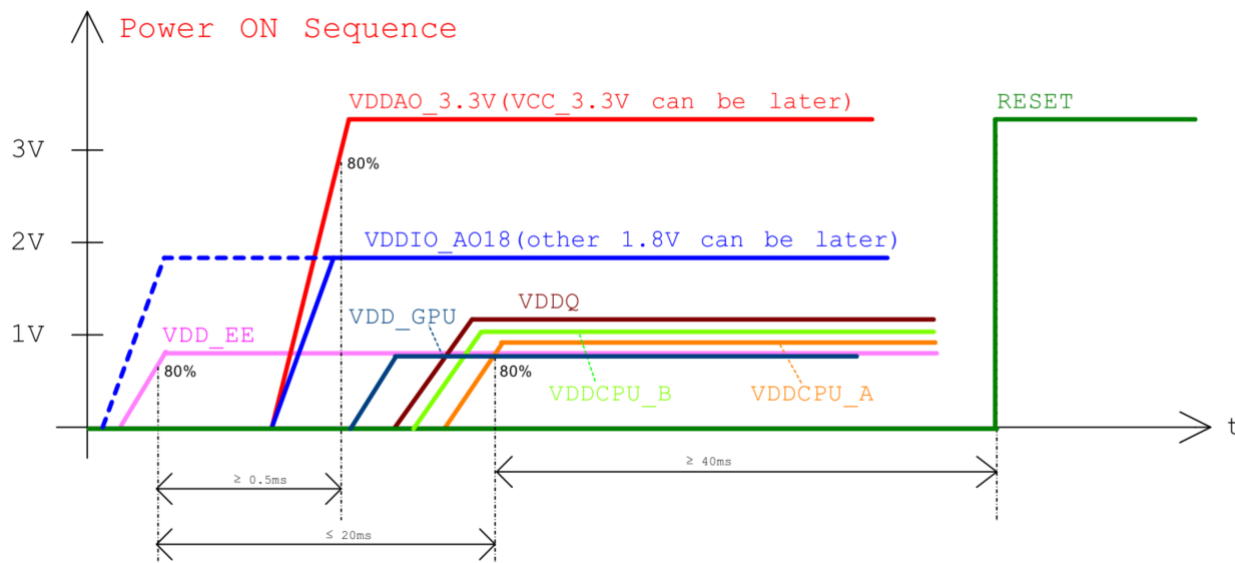 Power ON Sequence
VDDAO_3.3V(VCC_3.3V can be later)
RESET
3V
80%
2V
VDDIO_AO18(other 1.8V can be later)
VDDQ
VDD_GPU
1V
VDD_EE
80%
80%
VDDCPU_B
VDDCPU_A
t
≥ 40ms
≥ 0.5ms
≤ 20ms